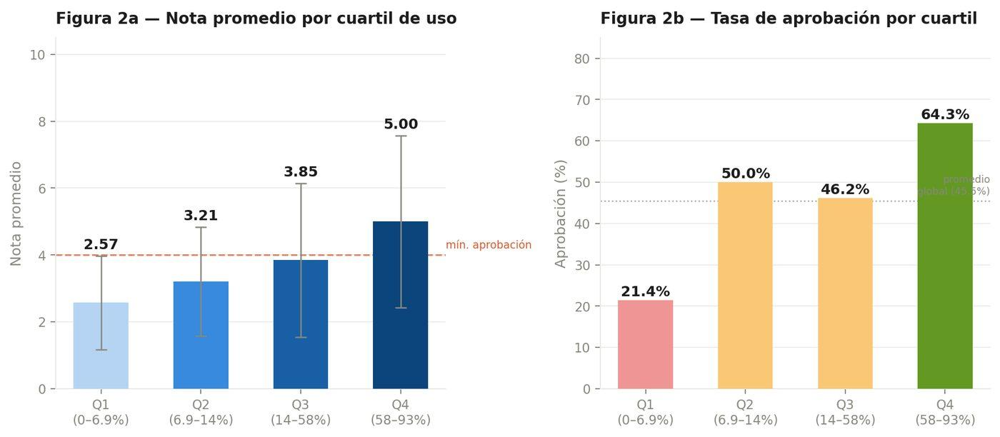 Figura 2a — Nota promedio por cuartil de uso
Nota promedio
10
8
6
4
2
0
2.57
3.21
3.85
5.00
mín. aprobación
Q1
(0–6.9%)
Q2
(6.9–14%)
Q3
(14–58%)
Q4
(58–93%)
Figura 2b — Tasa de aprobación por cuartil
Aprobación (%)
80
70
60
50
40
30
20
10
0
21.4%
50.0%
46.2%
64.3%
promedio
global (45.5%)
Q1
(0–6.9%)
Q2
(6.9–14%)
Q3
(14–58%)
Q4
(58–93%)